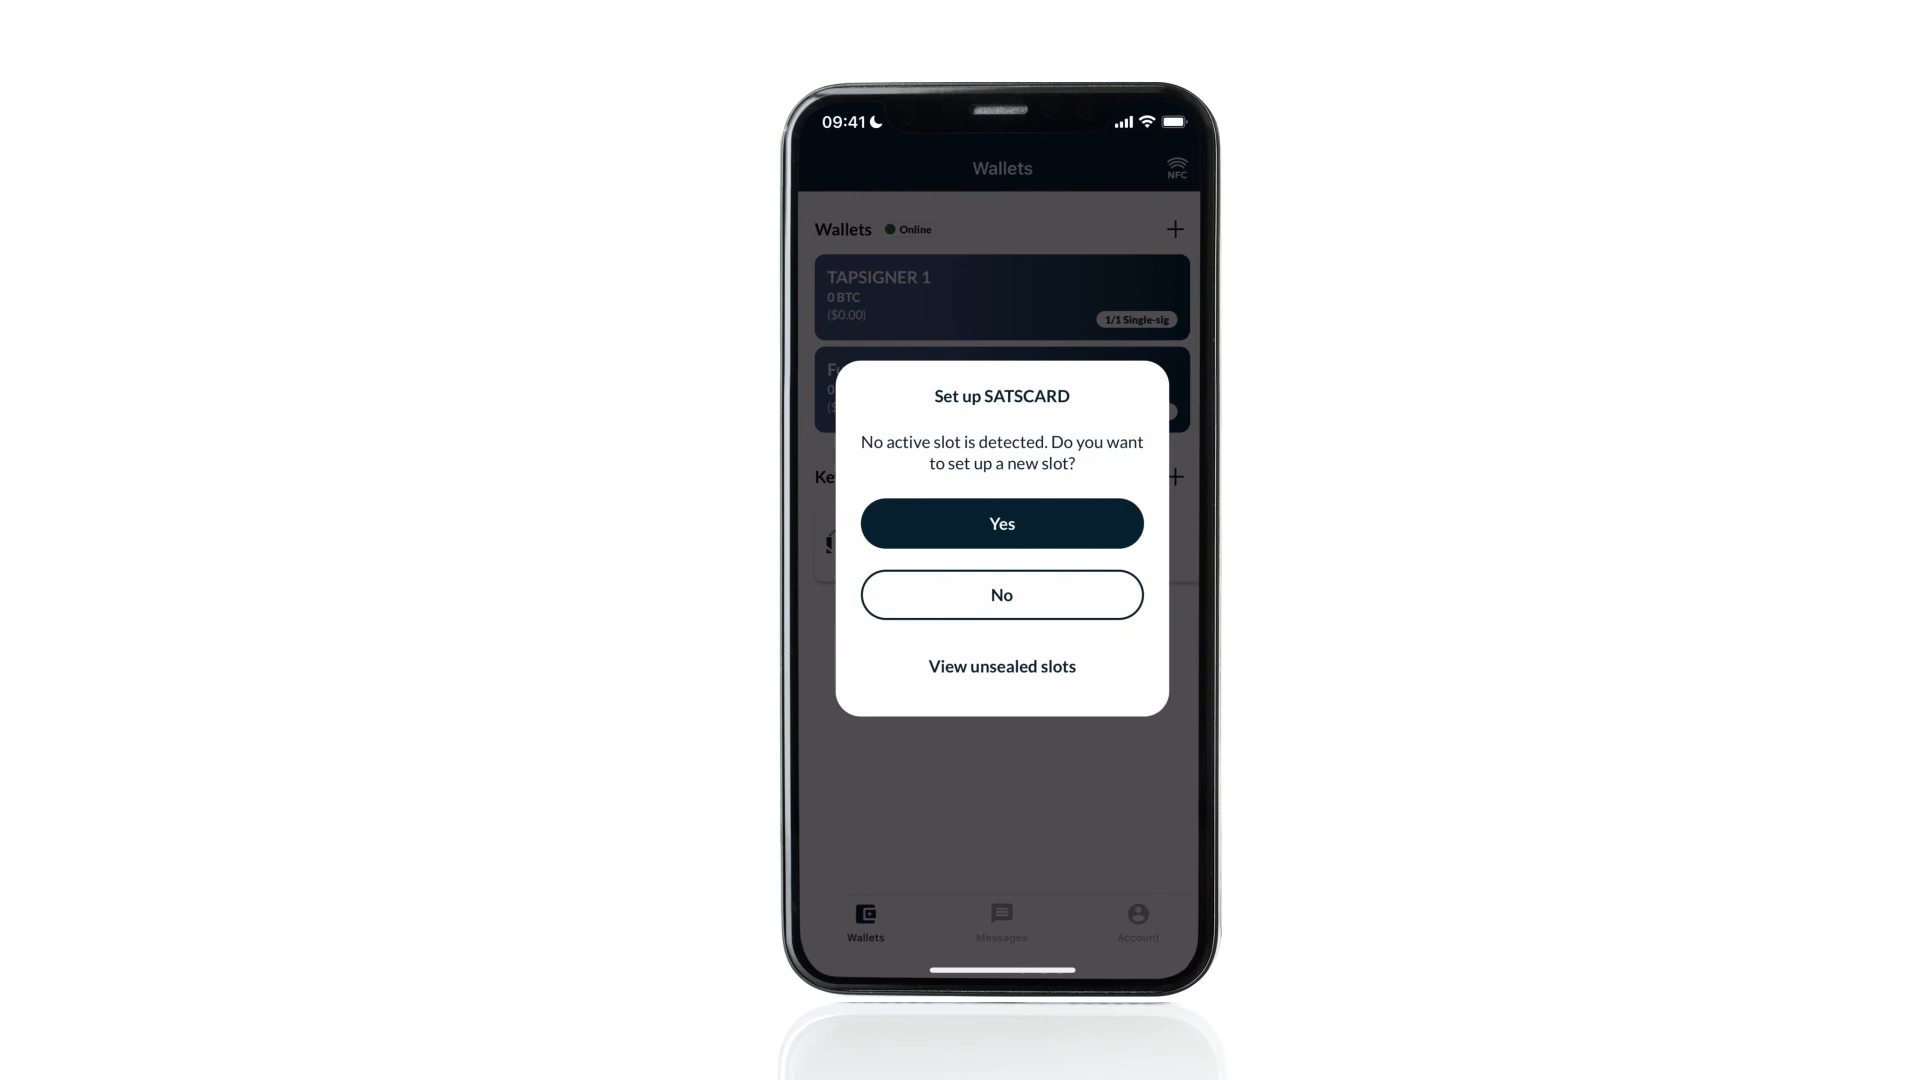 09:41
Wallets
NFC
Wallets
Online
TAPSIGNER 1
0 BTC
($0.00)
1/1 Single-sig
Set up SATSCARD
No active slot is detected. Do you want
to set up a new slot?
Yes
No
View unsealed slots
Wallets
Messages
Account